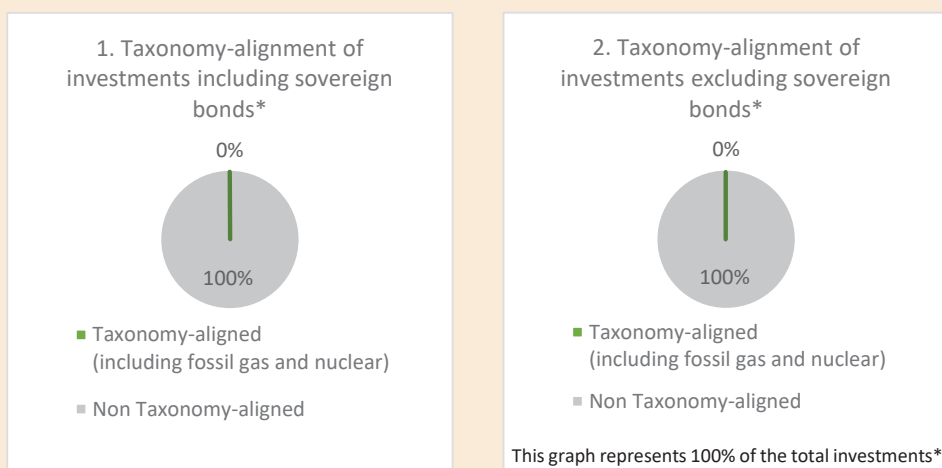 1. Taxonomy-alignment of
investments including sovereign
bonds*
0%
100%
Taxonomy-aligned
(including fossil gas and nuclear)
Non Taxonomy-aligned
2. Taxonomy-alignment of
investments excluding sovereign
bonds*
0%
100%
Taxonomy-aligned
(including fossil gas and nuclear)
Non Taxonomy-aligned
This graph represents 100% of the total investments*